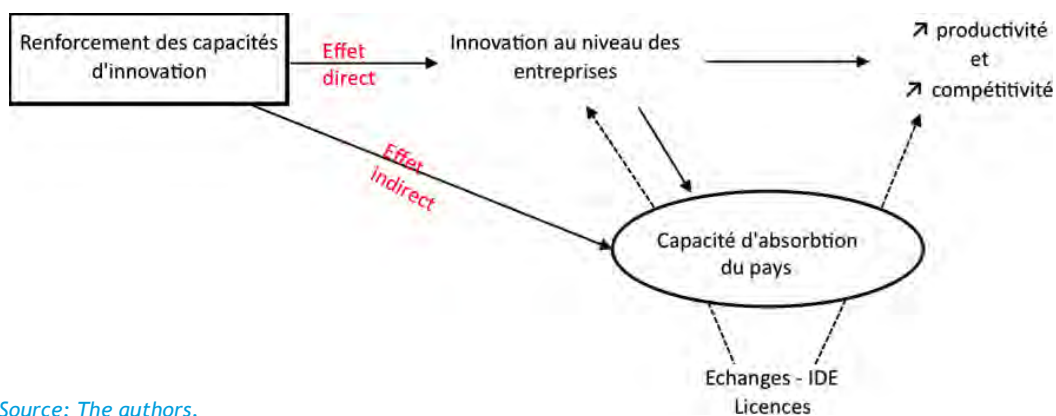 Renforcement des capacités
d'innovation
Effet
direct
Innovation au niveau des
entreprises
↗ productivité
et
↗ compétitivité
Effet
indirect
Capacité d'absorbtion
du pays
Echanges - IDE
Licences
Source: The authors.